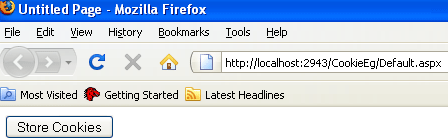 Untitled Page - Mozilla Firefox
File Edit View History Bookmarks Tools Help
http://localhost:2943/CookieEg/Default.aspx
Most Visited Getting Started Latest Headlines
Store Cookies